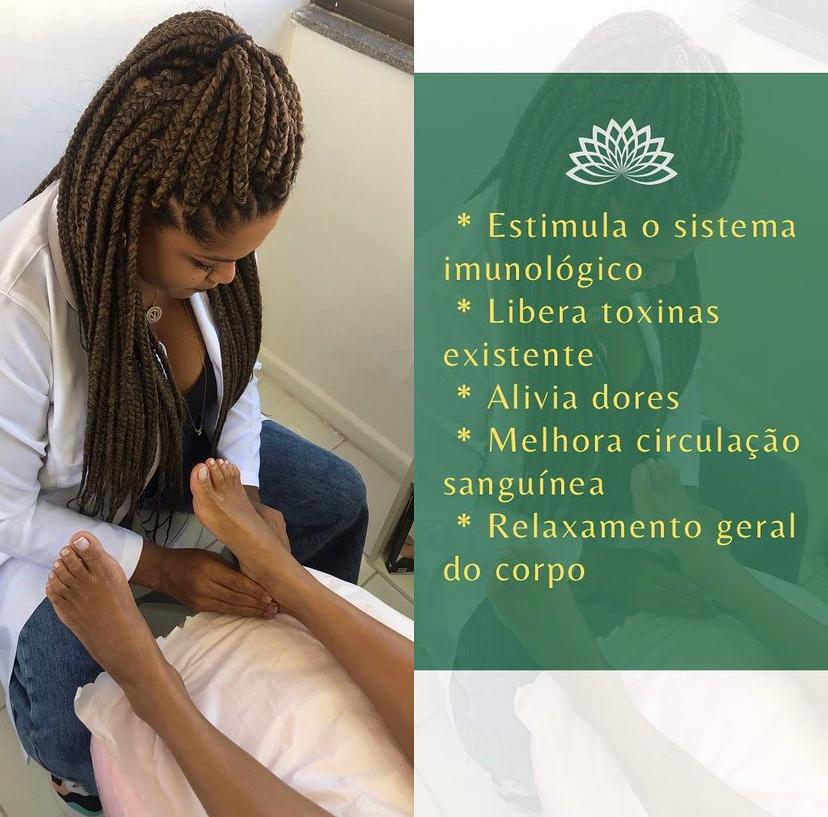 * Estimula o sistema
imunológico
* Libera toxinas
existente
* Alivia dores
* Melhora circulação
sanguínea
* Relaxamento geral
do corpo